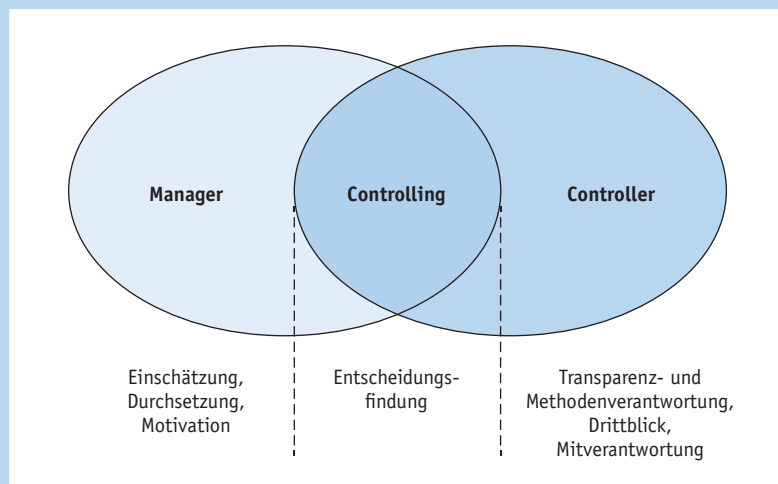 Manager
Controlling
Controller
Einschätzung,
Durchsetzung,
Motivation
Entscheidungs-
findung
Transparenz- und
Methodenverantwortung,
Drittblick,
Mitverantwortung